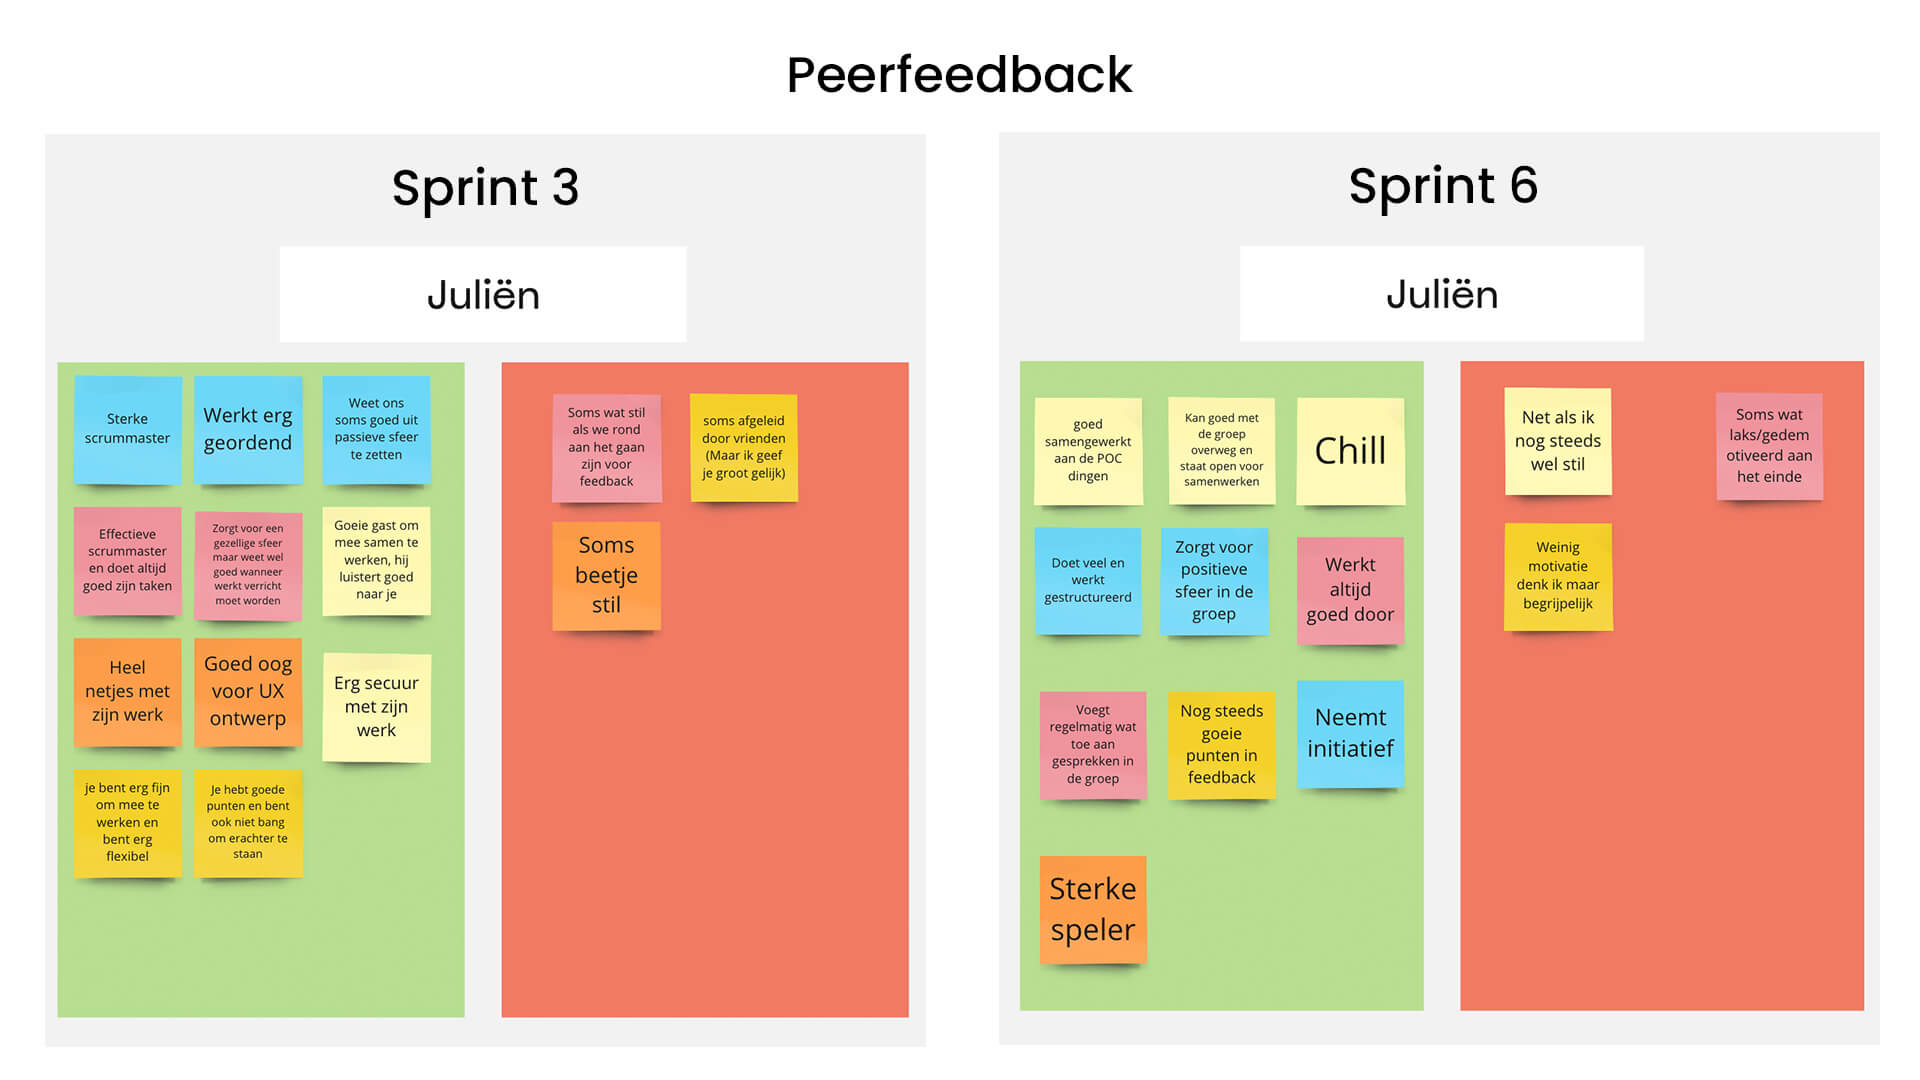 Peerfeedback
Sprint 3
Juliën
Sterke
scrummaster
Werkt erg
geordend
Weet ons
soms goed uit
passieve sfeer
te zetten
Effectieve
scrummaster
en doet altijd
goed zijn taken
Zorgt voor een
gezellige sfeer
maar weet wel
goed wanneer
werkt verricht
moet worden
Goeie gast om
mee samen te
werken, hij
luistert goed
naar je
Heel
netjes met
zijn werk
Goed oog
voor UX
ontwerp
Erg secuur
met zijn
werk
je bent erg fijn
om mee te
werken en
bent erg
flexibel
Je hebt goede
punten en bent
ook niet bang
om erachter te
staan
Soms wat stil
als we rond
aan het gaan
zijn voor
feedback
soms afgeleid
door vrienden
(Maar ik geef
je groot gelijk)
Soms
beetje
stil
Sprint 6
Juliën
goed
samengewerkt
aan de POC
dingen
Kan goed met
de groep
overweg en
staat open voor
samenwerken
Chill
Doet veel en
werkt
gestructureerd
Zorgt voor
positieve
sfeer in de
groep
Werkt
altijd
goed door
Voegt
regelmatig wat
toe aan
gesprekken in
de groep
Nog steeds
goeie
punten in
feedback
Neemt
initiatief
Sterke
speler
Net als ik
nog steeds
wel stil
Soms wat
laks/gedem
otiveerd aan
het einde
Weinig
motivatie
denk ik maar
begrijpelijk